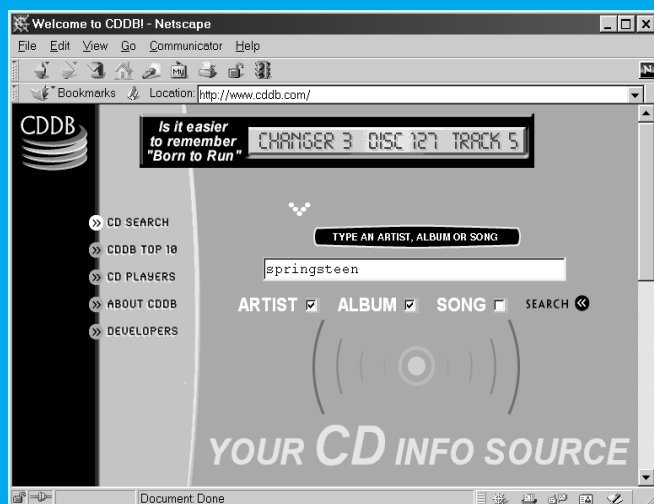 Welcome to CDDB! - Netscape
File Edit View Go Communicator Help
My
N
Bookmarks Location: http://www.cddb.com/
CDDB
Is it easier
to remember
"Born to Run"
CHANGER 3 DISC 127 TRACK 5
CD SEARCH
CDDB TOP 10
CD PLAYERS
ABOUT CDDB
DEVELOPERS
TYPE AN ARTIST, ALBUM OR SONG
springsteen
ARTIST ALBUM SONG SEARCH
YOUR CD INFO SOURCE
Document: Done